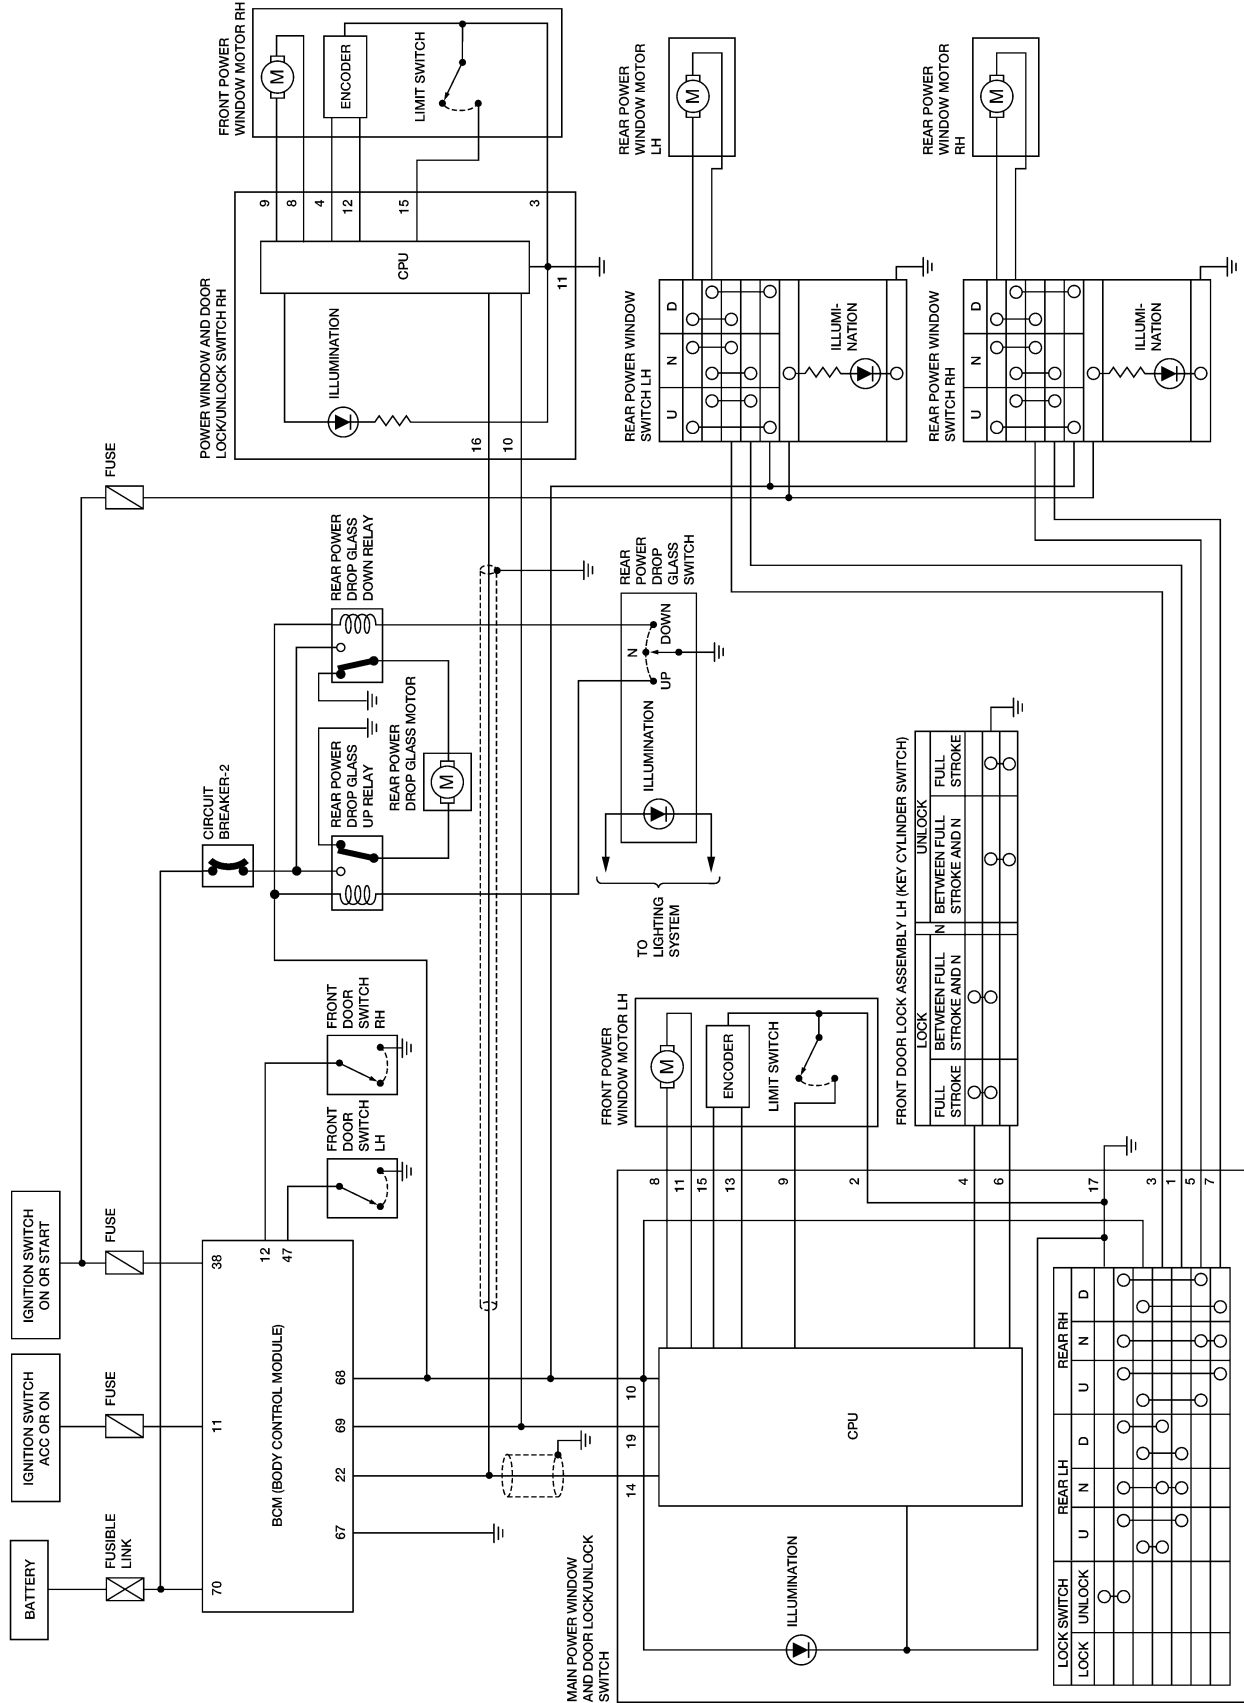 BATTERY
FUSIBLE
LINK
70
IGNITION SWITCH
ACC OR ON
FUSE
11
IGNITION SWITCH
ON OR START
FUSE
38
FUSE
BCM (BODY CONTROL MODULE)
12
47
67
22
69
68
FRONT
DOOR
SWITCH
LH
FRONT
DOOR
SWITCH
RH
CIRCUIT
BREAKER-2
REAR POWER
DROP GLASS
UP RELAY
REAR POWER
DROP GLASS
DOWN RELAY
REAR POWER
DROP GLASS MOTOR
M
POWER WINDOW AND DOOR
LOCK/UNLOCK SWITCH RH
ILLUMINATION
CPU
16
10
9
8
4
12
15
3
11
FRONT POWER
WINDOW MOTOR RH
M
ENCODER
LIMIT SWITCH
REAR
POWER
DROP
GLASS
SWITCH
ILLUMINATION
UP
N
DOWN
TO
LIGHTING
SYSTEM
REAR POWER WINDOW
SWITCH LH
U
N
D
ILLUMI-
NATION
REAR POWER
WINDOW MOTOR
LH
M
REAR POWER WINDOW
SWITCH RH
U
N
D
ILLUMI-
NATION
REAR POWER
WINDOW MOTOR
RH
M
MAIN POWER WINDOW
AND DOOR LOCK/UNLOCK
SWITCH
14
19
10
ILLUMINATION
CPU
8
11
15
13
9
2
4
6
17
3
1
5
7
FRONT POWER
WINDOW MOTOR LH
M
ENCODER
LIMIT SWITCH
FRONT DOOR LOCK ASSEMBLY LH (KEY CYLINDER SWITCH)
LOCK
N
UNLOCK
FULL
STROKE
BETWEEN FULL
STROKE AND N
BETWEEN FULL
STROKE AND N
FULL
STROKE
LOCK SWITCH
REAR LH
REAR RH
LOCK
UNLOCK
U
N
D
U
N
D